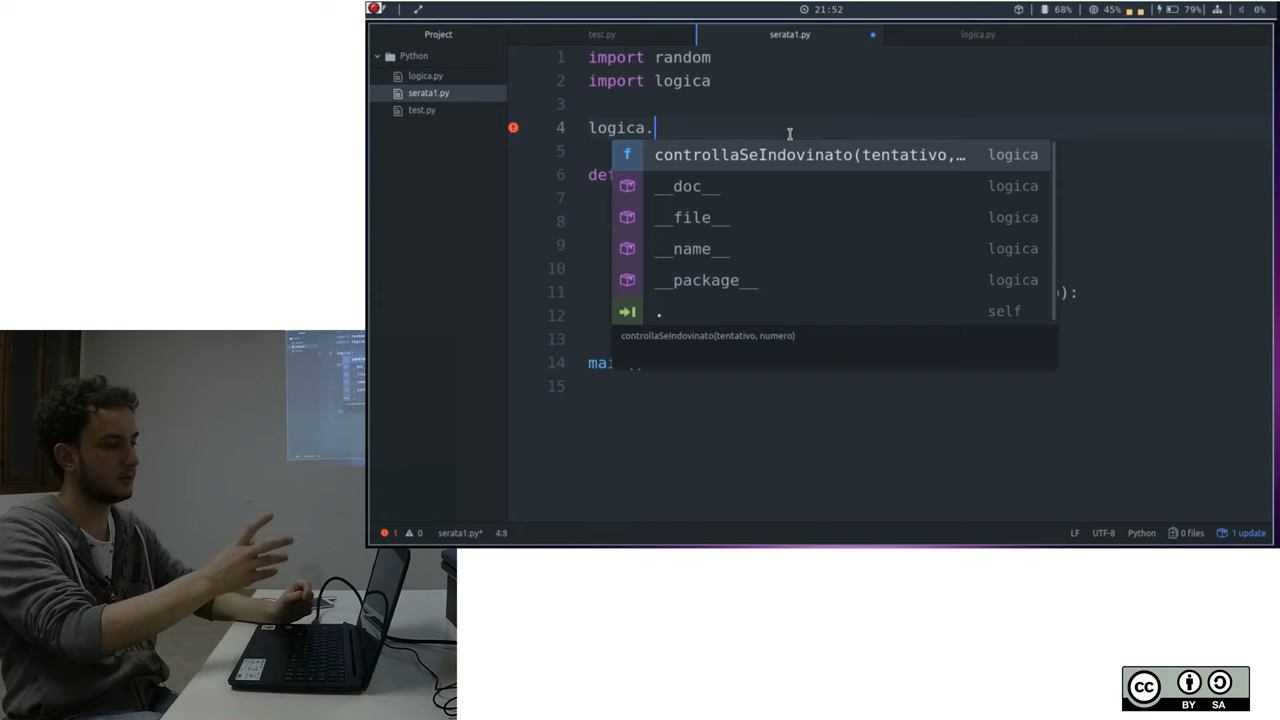 21:52
68%
45%
79%
0%
Project
test.py
serata1.py
logica.py
Python
logica.py
serata1.py
test.py
1 import random
2 import logica
3
4 logica.
5
6 def
7
8
9
10
11 ):
12
13
14
15
f controllaSeIndovinato(tentativo,… logica
__doc__ logica
__file__ logica
__name__ logica
__package__ logica
. self
controllaSeIndovinato(tentativo, numero)
1 0 serata1.py* 4:8
LF UTF-8 Python 0 files 1 update
cc BY SA